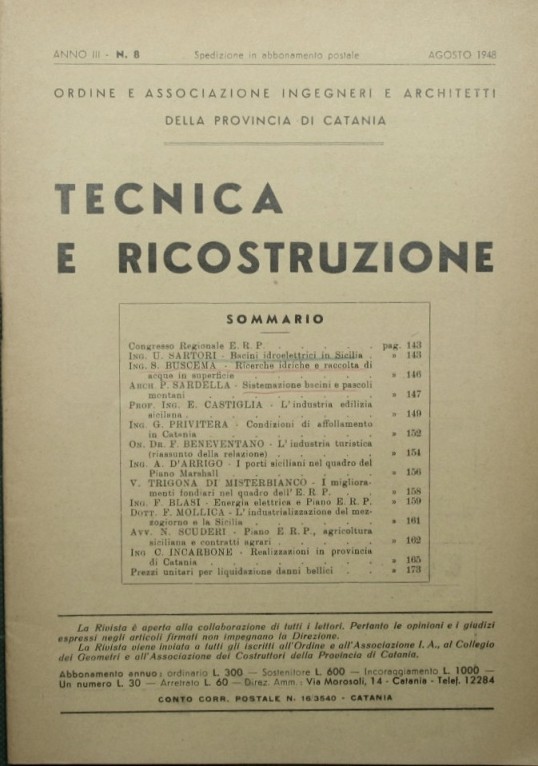 ANNO III - N. 8 Spedizione in abbonamento postale AGOSTO 1948
ORDINE E ASSOCIAZIONE INGEGNERI E ARCHITETTI
DELLA PROVINCIA DI CATANIA
TECNICA
E RICOSTRUZIONE
SOMMARIO
Congresso Regionale E. R. P. . . . . . pag. 143
ING. U. SARTORI - Bacini idroelettrici in Sicilia . » 143
ING. S. BUSCEMA - Ricerche idriche e raccolta di
acqua in superficie . . . . . . » 146
ARCH. P. SARDELLA - Sistemazione bacini e pascoli
montani . . . . . . . » 147
PROF. ING. E. CASTIGLIA - L'industria edilizia
siciliana . . . . . . . » 149
ING. G. PRIVITERA - Condizioni di affollamento
in Catania . . . . . . . » 152
ON. DR. F. BENEVENTANO - L'industria turistica
(riassunto della relazione) . . . . . » 154
ING. A. D'ARRIGO - I porti siciliani nel quadro del
Piano Marshall . . . . . . » 156
V. TRIGONA DI MISTERBIANCO - I migliora-
menti fondiari nel quadro dell'E. R. P. . . » 158
ING. F. BLASI - Energia elettrica e Piano E. R. P. » 159
DOTT. F. MOLLICA - L'industrializzazione del mez-
zogiorno e la Sicilia . . . . . . » 161
AVV. N. SCUDERI - Piano E R P., agricoltura
siciliana e contratti agrari . . . . . » 162
ING C. INCARBONE - Realizzazioni in provincia
di Catania . . . . . . . » 165
Prezzi unitari per liquidazione danni bellici . . » 173
La Rivista è aperta alla collaborazione di tutti i lettori. Pertanto le opinioni e i giudizi
espressi negli articoli firmati non impegnano la Direzione.
La Rivista viene inviata a tutti gli iscritti all'Ordine e all'Associazione I. A., al Collegio
dei Geometri e all'Associazione dei Costruttori della Provincia di Catania.
Abbonamento annuo: ordinario L. 300 — Sostenitore L. 600 — Incoraggiamento L. 1000 —
Un numero L. 30 — Arretrato L. 60 — Direz. Amm.: Via Morosoli, 14 - Catania - Telef. 12284
CONTO CORR. POSTALE N. 16/3540 - CATANIA